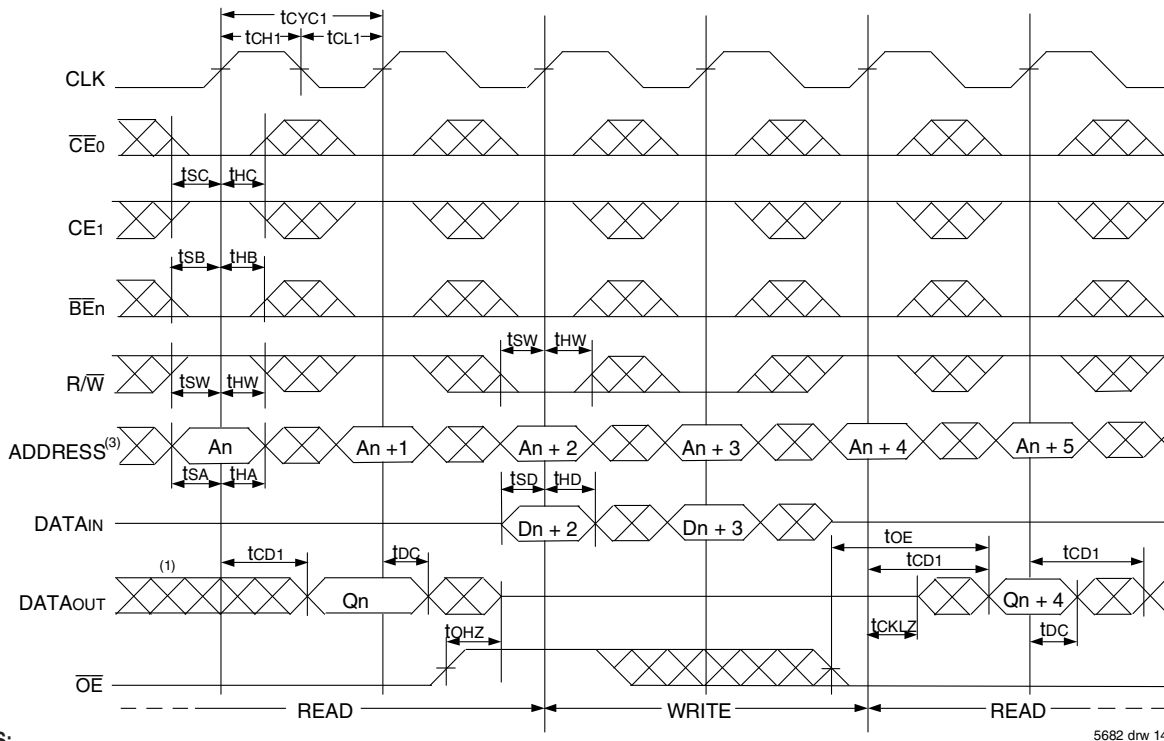 tCYC1
tCH1 tCL1
CLK
CE0
tSC tHC
CE1
tSB tHB
BEn
tSW tHW
R/W
tSW tHW
ADDRESS(3) An An +1 An + 2 An + 3 An + 4 An + 5
tSA tHA
tSD tHD
DATAIN Dn + 2 Dn + 3
tOE
tCD1 tDC tCD1 tCD1
(1)
DATAOUT Qn Qn + 4
tOHZ tCKLZ tDC
OE
READ WRITE READ
5682 drw 14